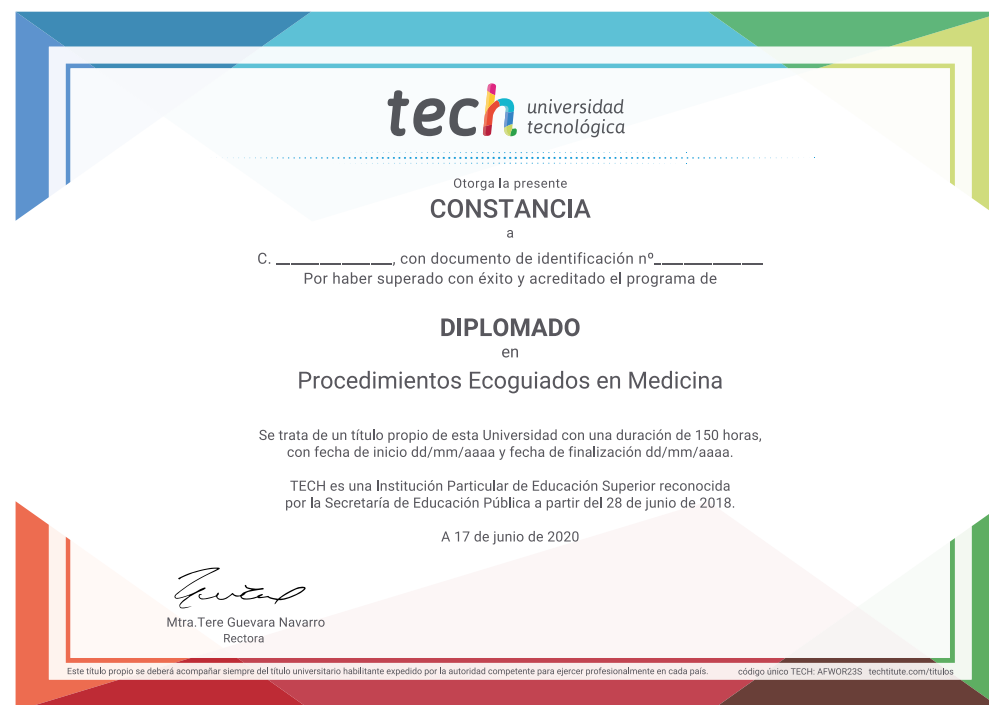 tech universidad
tecnológica
Otorga la presente
CONSTANCIA
a
C. ______________, con documento de identificación nº_____________
Por haber superado con éxito y acreditado el programa de
DIPLOMADO
en
Procedimientos Ecoguiados en Medicina
Se trata de un título propio de esta Universidad con una duración de 150 horas,
con fecha de inicio dd/mm/aaaa y fecha de finalización dd/mm/aaaa.
TECH es una Institución Particular de Educación Superior reconocida
por la Secretaría de Educación Pública a partir del 28 de junio de 2018.
A 17 de junio de 2020
Mtra.Tere Guevara Navarro
Rectora
Este título propio se deberá acompañar siempre del título universitario habilitante expedido por la autoridad competente para ejercer profesionalmente en cada país. código único TECH: AFWOR23S techtitute.com/titulos